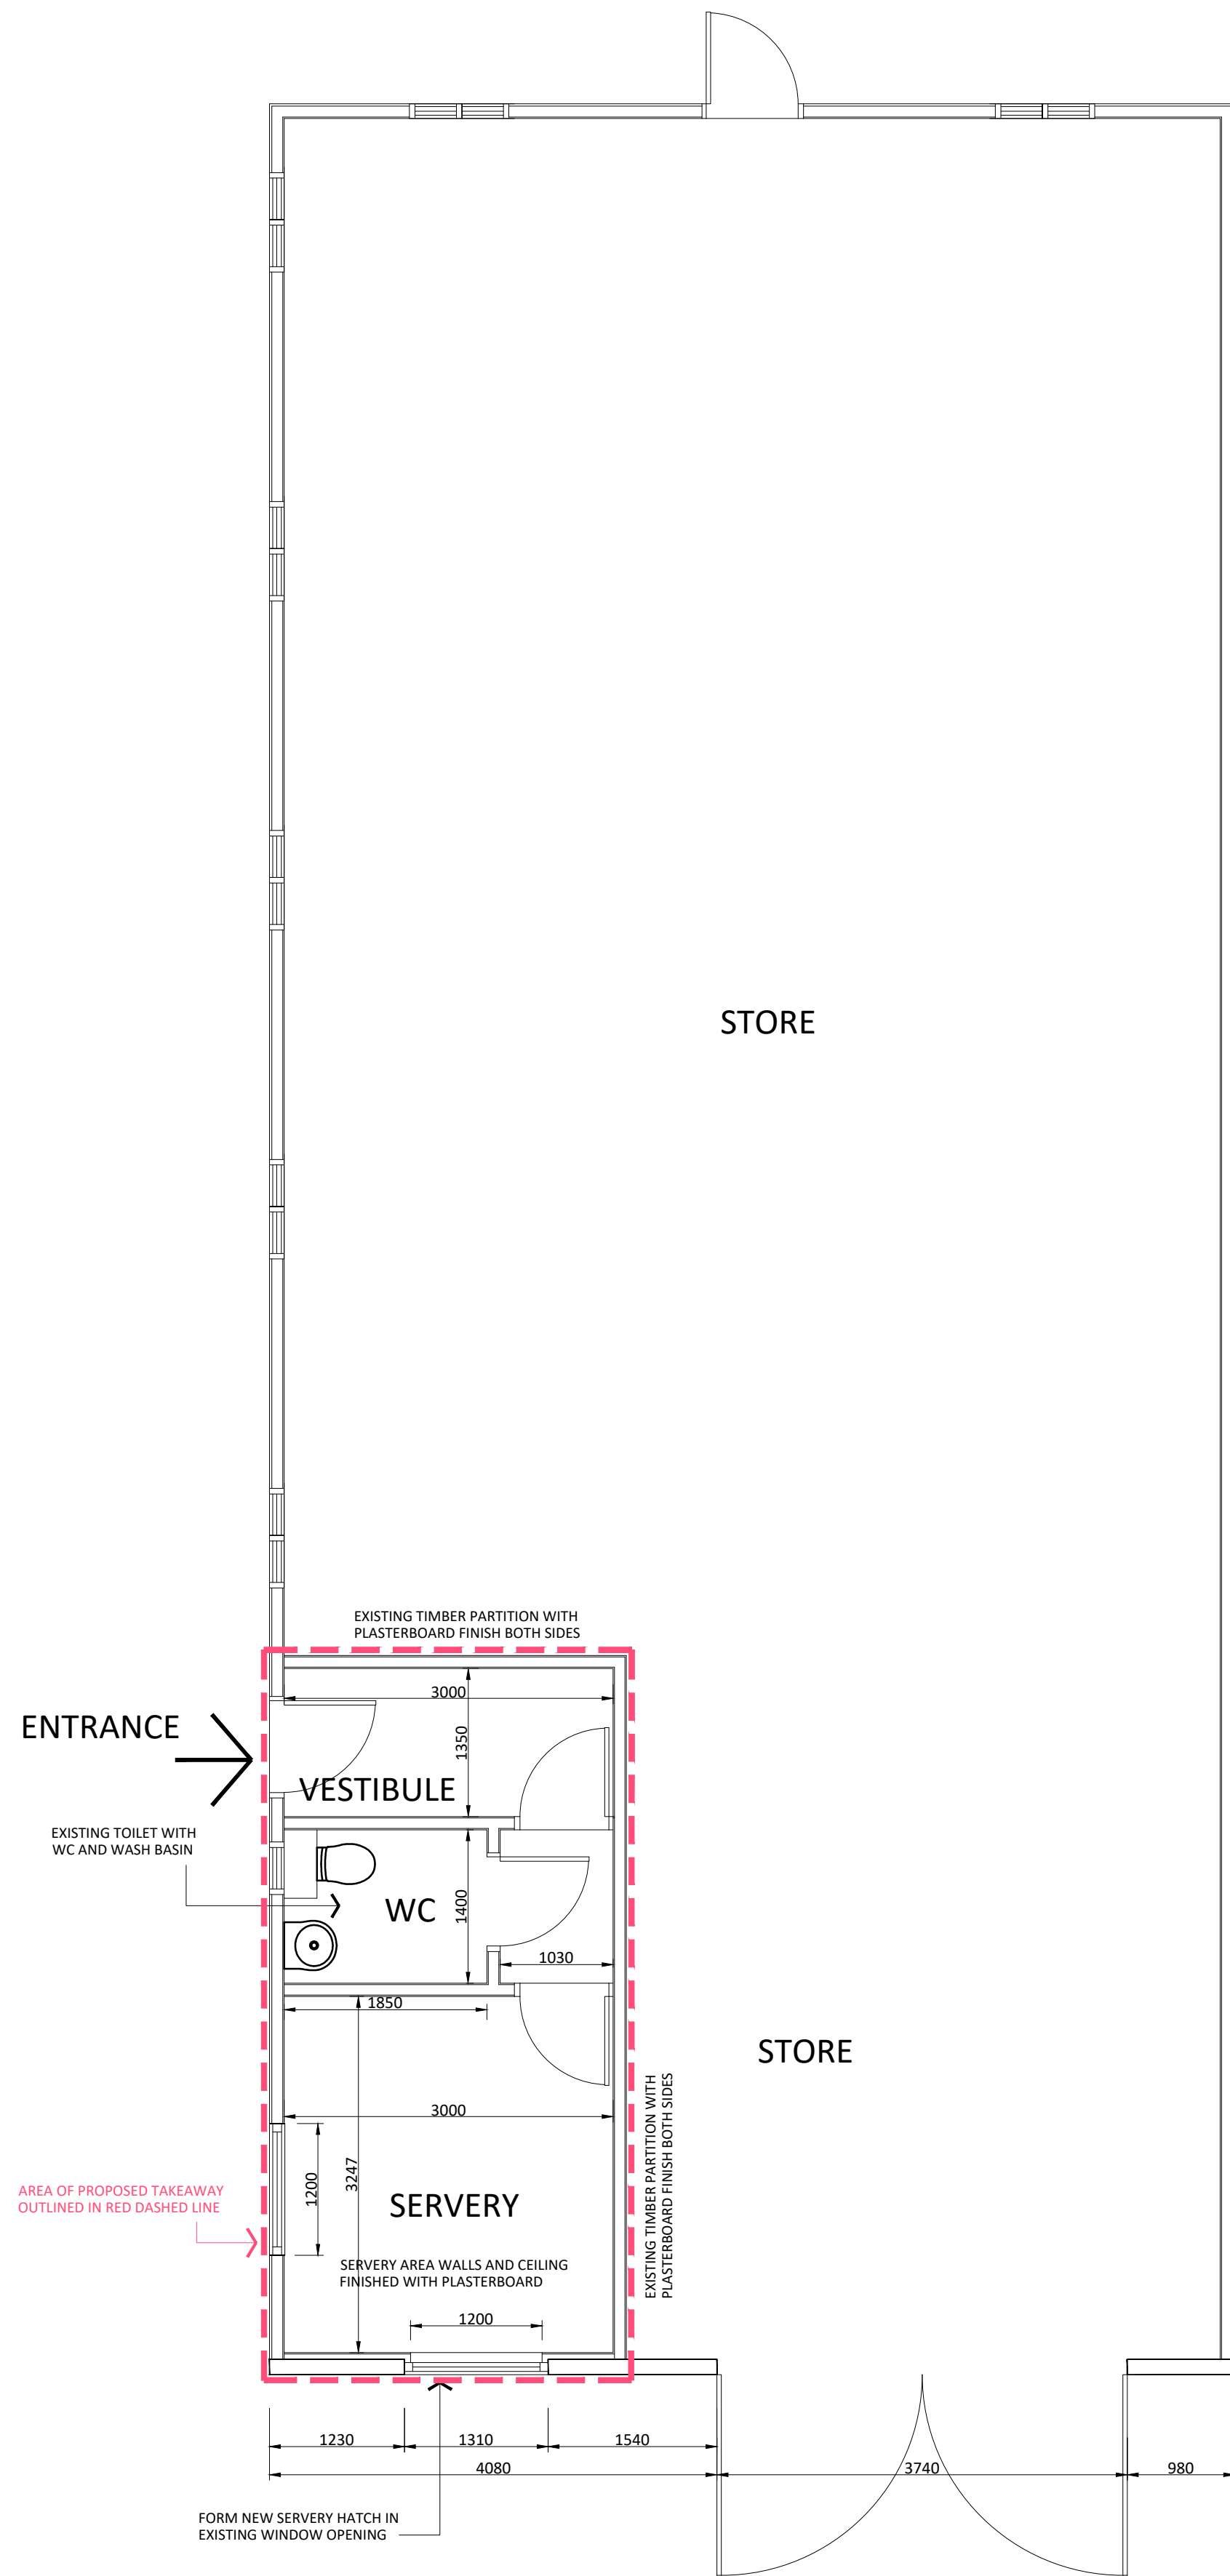 STORE
EXISTING TIMBER PARTITION WITH
PLASTERBOARD FINISH BOTH SIDES
3000
ENTRANCE
1350
VESTIBULE
EXISTING TOILET WITH
WC AND WASH BASIN
WC
1400
1030
1850
STORE
3000
EXISTING TIMBER PARTITION WITH
PLASTERBOARD FINISH BOTH SIDES
3247
1200
AREA OF PROPOSED TAKEAWAY
OUTLINED IN RED DASHED LINE
SERVERY
SERVERY AREA WALLS AND CEILING
FINISHED WITH PLASTERBOARD
1200
1230
1310
1540
4080
3740
980
FORM NEW SERVERY HATCH IN
EXISTING WINDOW OPENING